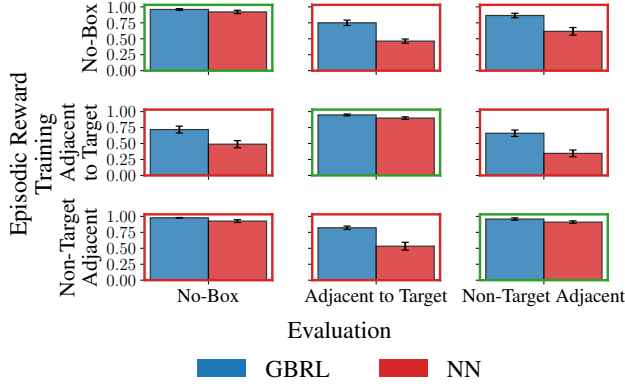 Episodic Reward
Training
No-Box
1.00
0.75
0.50
0.25
0.00
Adjacent
to Target
1.00
0.75
0.50
0.25
0.00
Non-Target
Adjacent
1.00
0.75
0.50
0.25
0.00
No-Box
Adjacent to Target
Non-Target Adjacent
Evaluation
GBRL
NN